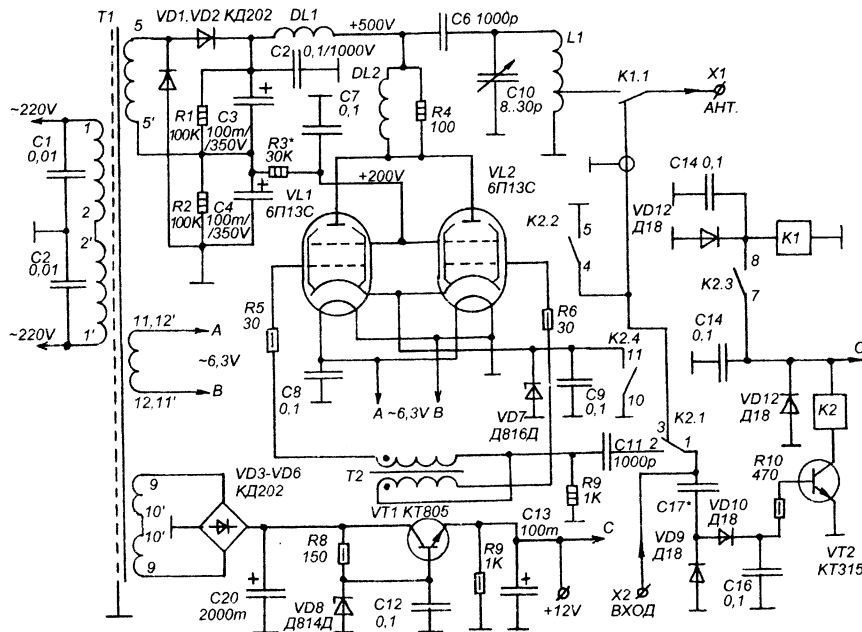 T1
5
VD1.VD2 КД202
DL1
+500V
C6 1000p
L1
C2
0,1/1000V
DL2
K1.1
X1
АНТ.
~220V
1
5'
R1
100K
C3
100m/
/350V
C7
0,1
R4
100
C10
8..30p
C1
0,01
R3*
30K
+200V
VL1
6П13С
VL2
6П13С
C14 0,1
2
R2
100K
C4
100m/
/350V
K2.2
5
4
VD12
Д18
K1
2'
C2
0,01
8
K2.3
7
~220V
1'
11,12'
A
~6,3V
B
12,11'
R5
30
R6
30
C14
0,1
C
K2.4
11
10
C8
0,1
A ~6,3V B
VD7
Д816Д
C9
0,1
VD12
Д18
K2
K2.1
3
2
1
C11
1000p
T2
R10
470
9
10'
10'
9
VD3-VD6
КД202
VT1 KT805
C13
100m
R9
1K
C
C17*
VD10
Д18
VD9
Д18
R8
150
R9
1K
VT2
KT315
C20
2000m
VD8
Д814Д
C12
0,1
+12V
X2
ВХОД
C16
0,1